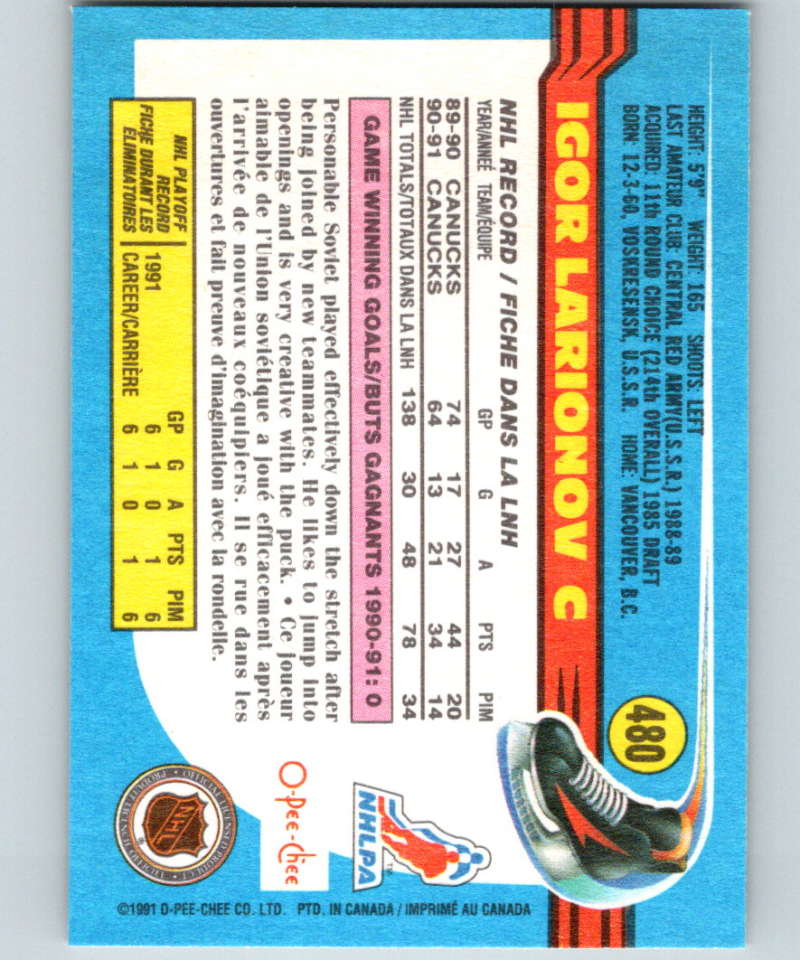 HEIGHT: 5'9" WEIGHT: 165 SHOOTS: LEFT
LAST AMATEUR CLUB: CENTRAL RED ARMY(U.S.S.R.) 1988-89
ACQUIRED: 11th ROUND CHOICE (214th OVERALL) 1985 DRAFT
BORN: 12-3-60, VOSKRESENSK, U.S.S.R. HOME: VANCOUVER, B.C.
480
IGOR LARIONOV C
NHL RECORD / FICHE DANS LA LNH
YEAR/ANNEÉ TEAM/ÉQUIPE GP G A PTS PIM
89-90 CANUCKS 74 17 27 44 20
90-91 CANUCKS 64 13 21 34 14
NHL TOTALS/TOTAUX DANS LA LNH 138 30 48 78 34
GAME WINNING GOALS/BUTS GAGNANTS 1990-91: 0
Personable Soviet played effectively down the stretch after
being joined by new teammates. He likes to jump into
openings and is very creative with the puck. • Ce joueur
aimable de l'Union soviétique a joué efficacement après
l'arrivée de nouveaux coéquipiers. Il se rue dans les
ouvertures et fait preuve d'imagination avec la rondelle.
NHL PLAYOFF
RECORD
FICHE DURANT LES
ÉLIMINATOIRES
GP G A PTS PIM
1991 6 1 0 1 6
CAREER/CARRIÈRE 6 1 0 1 6
NHLPA
TM
O-Pee-Chee
NHL
OFFICIAL LICENSED PRODUCT
©1991 O-PEE-CHEE CO. LTD. PTD. IN CANADA / IMPRIMÉ AU CANADA